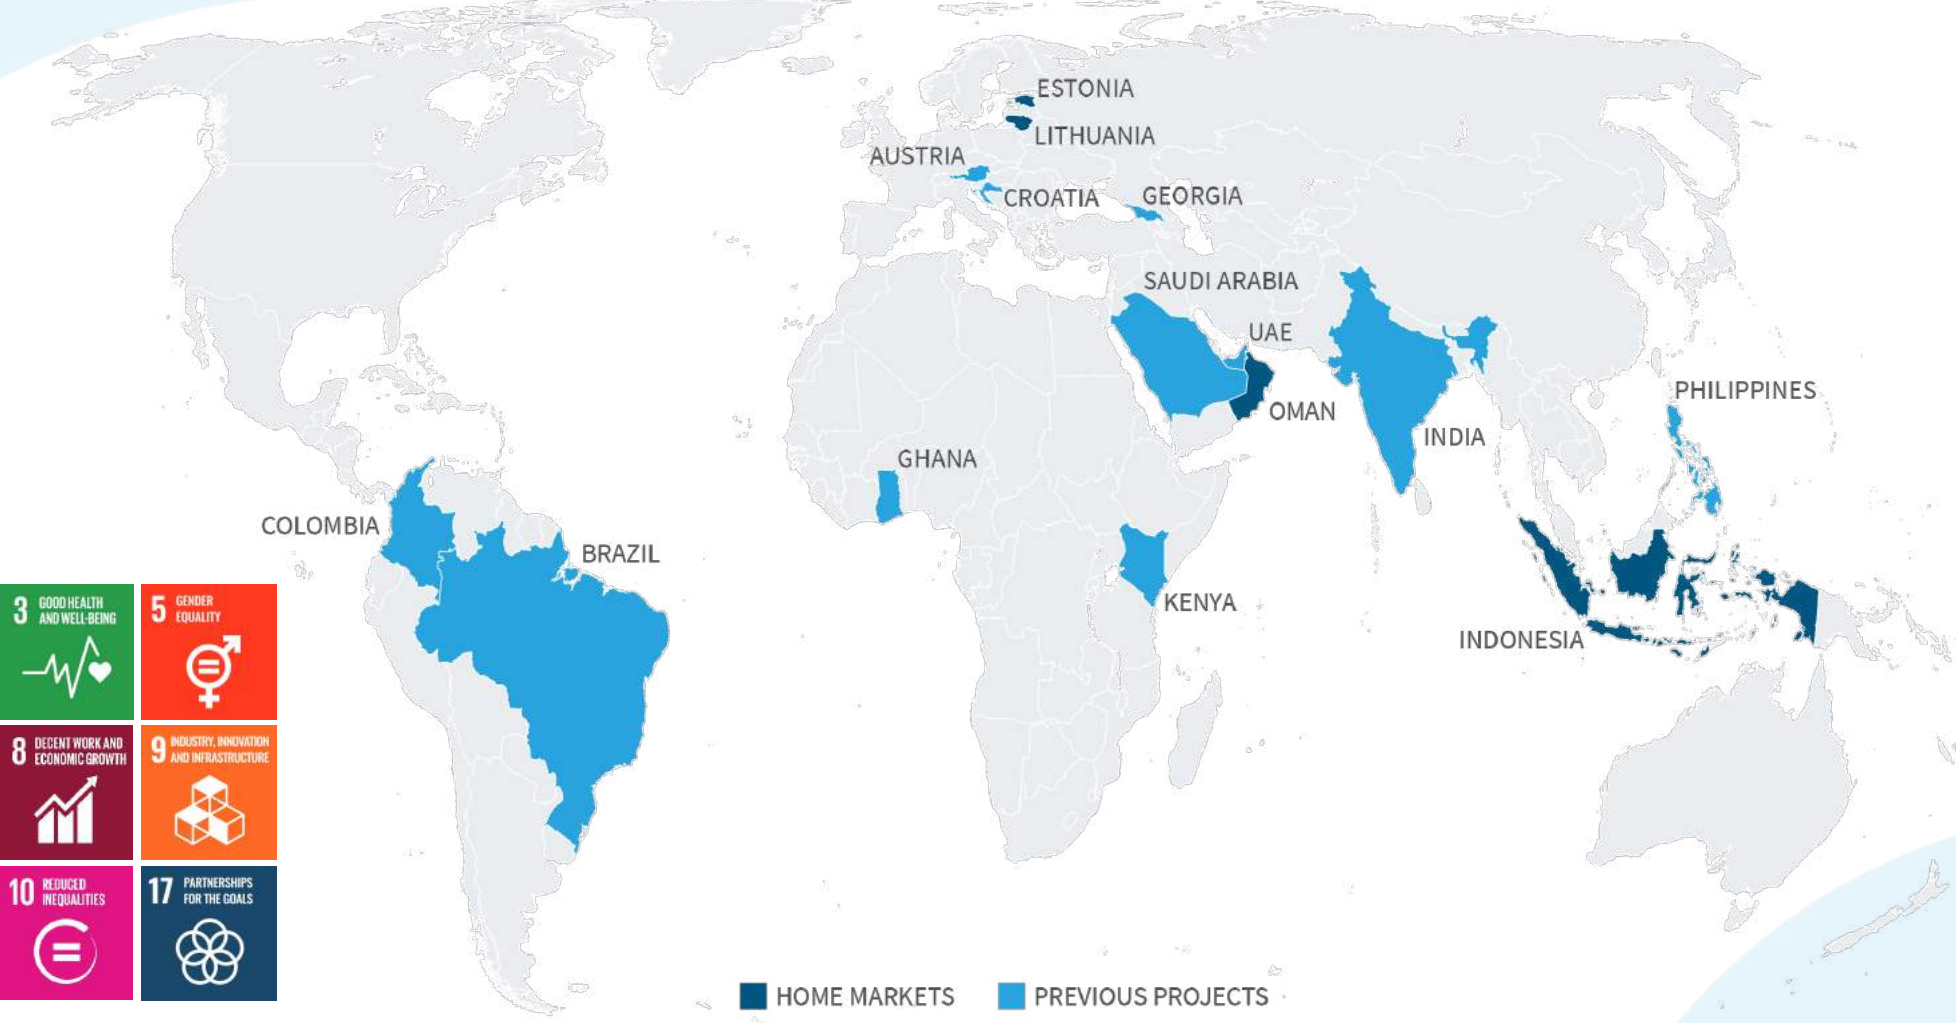 ESTONIA
LITHUANIA
AUSTRIA
CROATIA
GEORGIA
SAUDI ARABIA
UAE
OMAN
INDIA
PHILIPPINES
GHANA
COLOMBIA
BRAZIL
KENYA
INDONESIA
3 GOOD HEALTH
AND WELL-BEING
5 GENDER
EQUALITY
8 DECENT WORK AND
ECONOMIC GROWTH
9 INDUSTRY, INNOVATION
AND INFRASTRUCTURE
10 REDUCED
INEQUALITIES
17 PARTNERSHIPS
FOR THE GOALS
HOME MARKETS
PREVIOUS PROJECTS